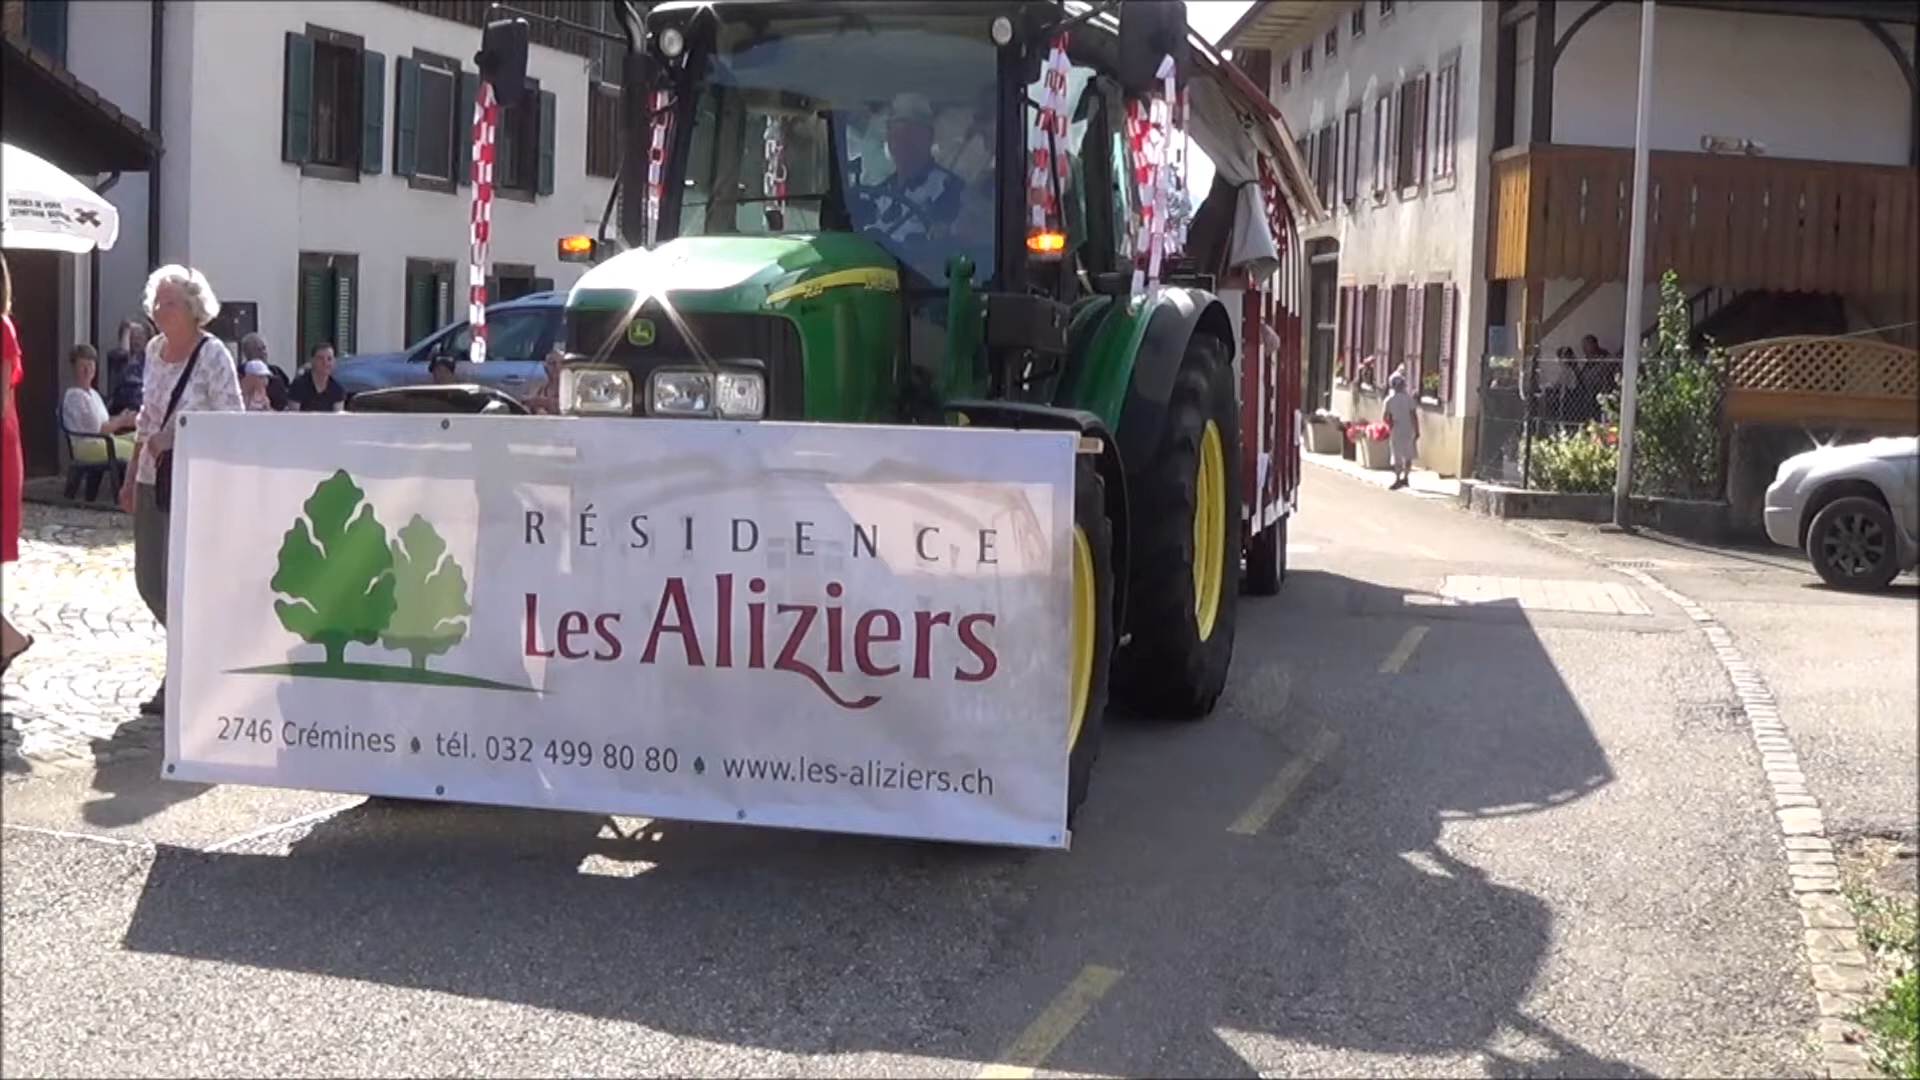 RÉSIDENCE
Les Aliziers
2746 Crémines tél. 032 499 80 80 www.les-aliziers.ch